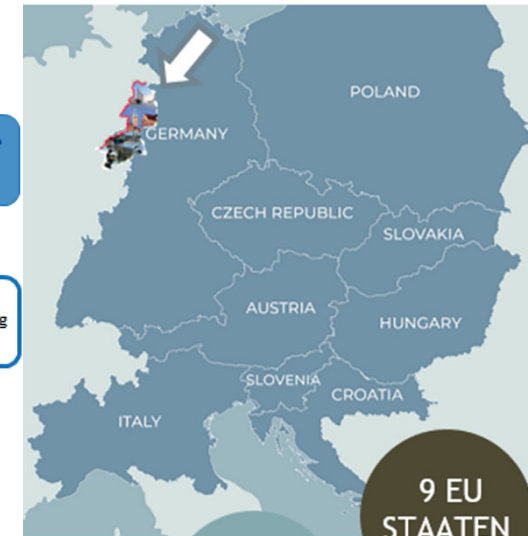 POLAND
GERMANY
CZECH REPUBLIC
SLOVAKIA
AUSTRIA
HUNGARY
SLOVENIA
CROATIA
ITALY
9 EU
STAATEN